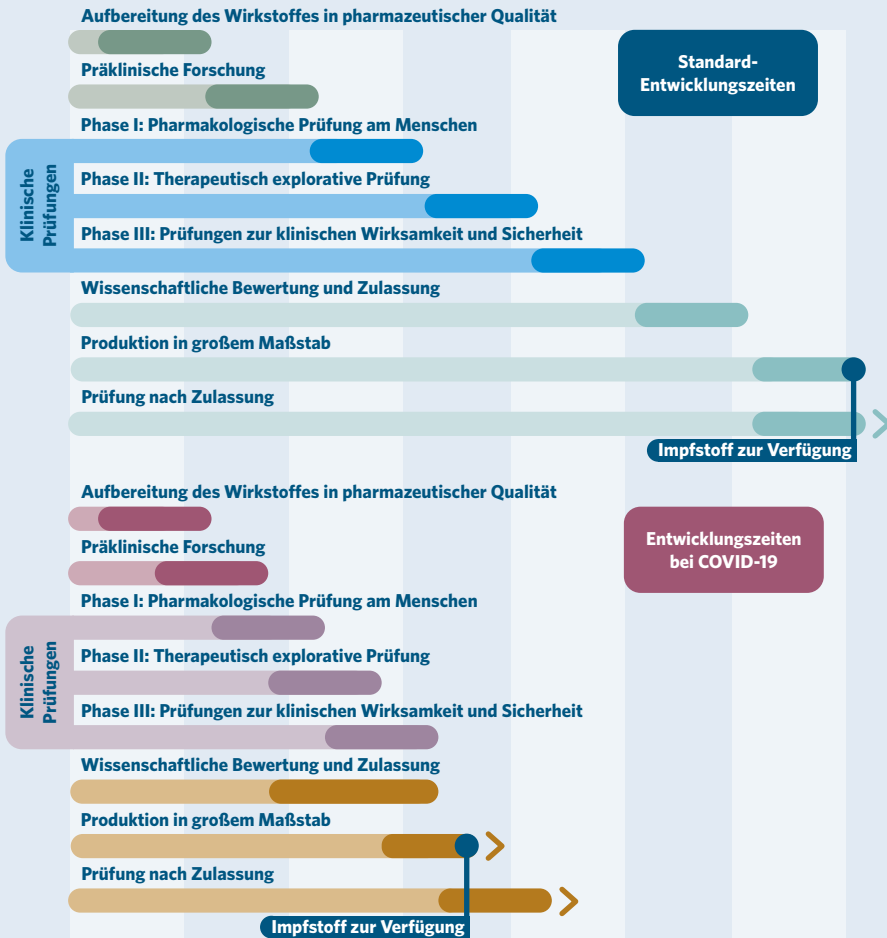 Aufbereitung des Wirkstoffes in pharmazeutischer Qualität
Präklinische Forschung
Standard-
Entwicklungszeiten
Phase I: Pharmakologische Prüfung am Menschen
Klinische
Prüfungen
Phase II: Therapeutisch explorative Prüfung
Phase III: Prüfungen zur klinischen Wirksamkeit und Sicherheit
Wissenschaftliche Bewertung und Zulassung
Produktion in großem Maßstab
Prüfung nach Zulassung
Impfstoff zur Verfügung
Aufbereitung des Wirkstoffes in pharmazeutischer Qualität
Präklinische Forschung
Entwicklungszeiten
bei COVID-19
Phase I: Pharmakologische Prüfung am Menschen
Klinische
Prüfungen
Phase II: Therapeutisch explorative Prüfung
Phase III: Prüfungen zur klinischen Wirksamkeit und Sicherheit
Wissenschaftliche Bewertung und Zulassung
Produktion in großem Maßstab
Prüfung nach Zulassung
Impfstoff zur Verfügung